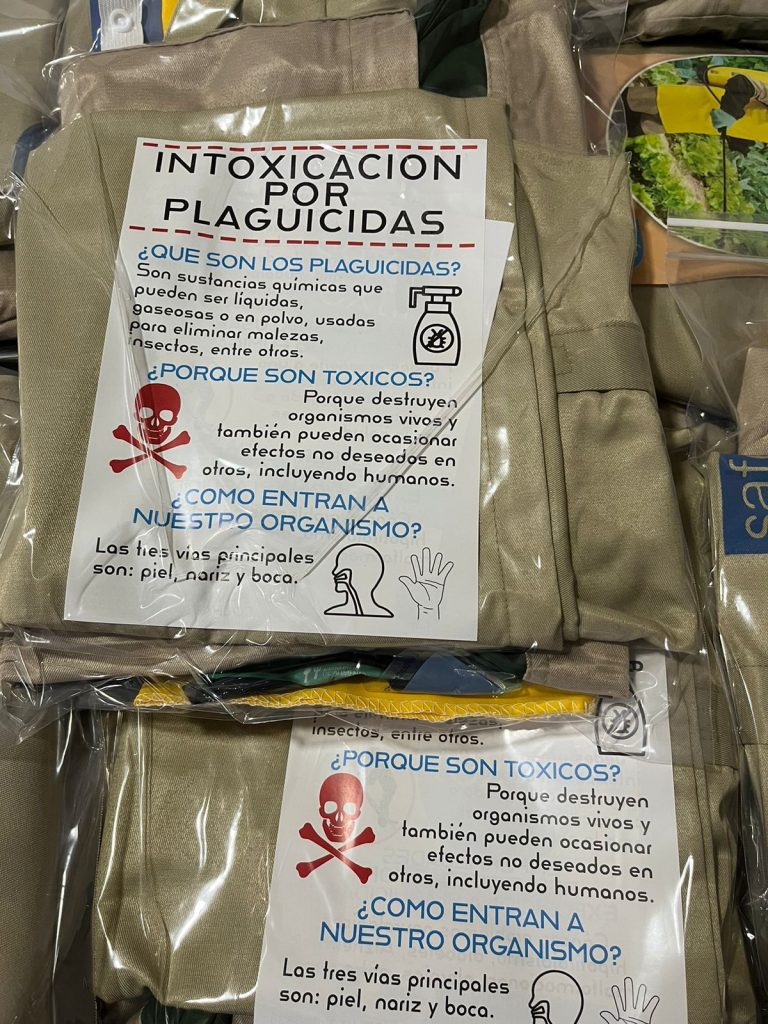 INTOXICACION
POR
PLAGUICIDAS
¿QUE SON LOS PLAGUICIDAS?
Son sustancias químicas que
pueden ser líquidas,
gaseosas o en polvo, usadas
para eliminar malezas,
insectos, entre otros.
¿PORQUE SON TOXICOS?
Porque destruyen
organismos vivos y
también pueden ocasionar
efectos no deseados en
otros, incluyendo humanos.
¿COMO ENTRAN A
NUESTRO ORGANISMO?
Las tres vías principales
son: piel, nariz y boca.
saf
insectos, entre otros.
¿PORQUE SON TOXICOS?
Porque destruyen
organismos vivos y
también pueden ocasionar
efectos no deseados en
otros, incluyendo humanos.
¿COMO ENTRAN A
NUESTRO ORGANISMO?
Las tres vías principales
son: piel, nariz y boca.